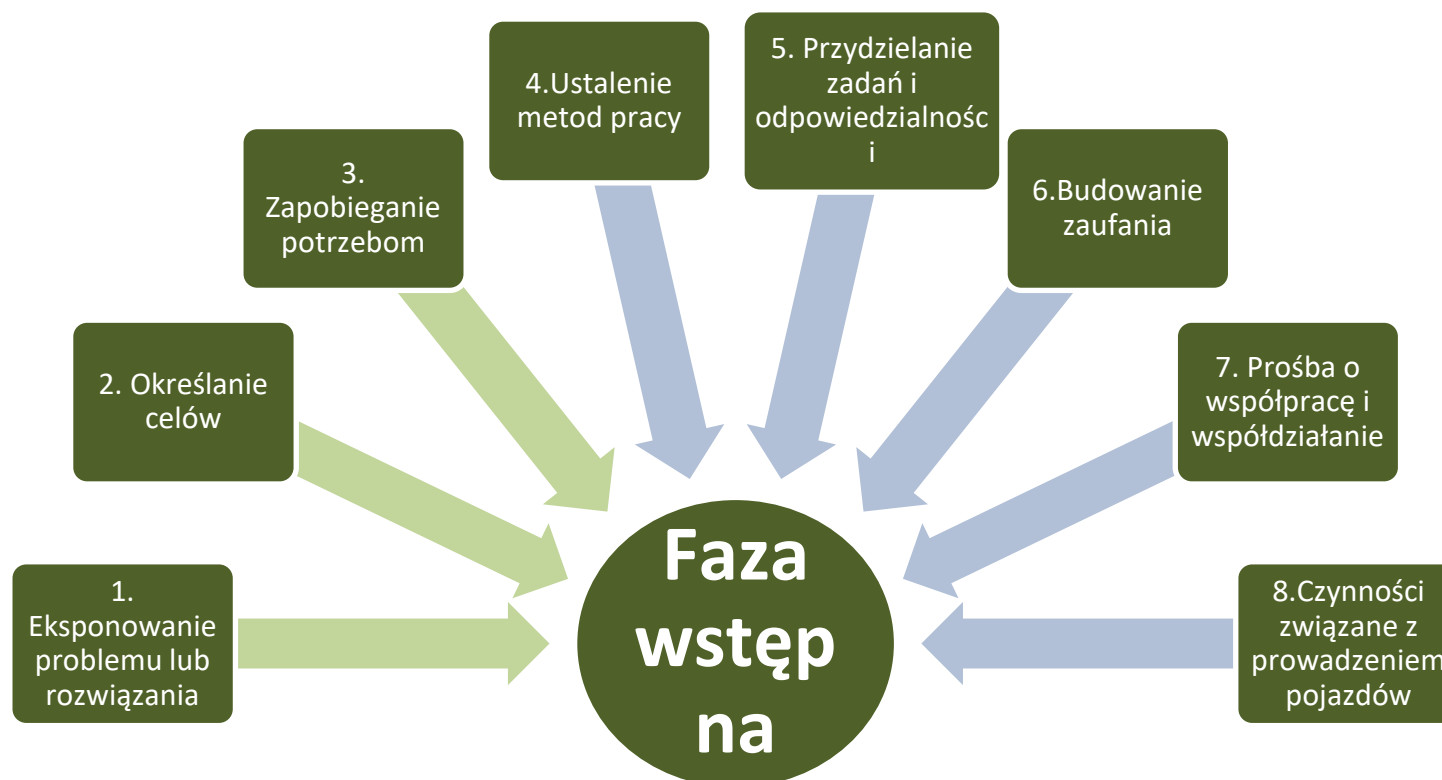 1.
Eksponowanie
problemu lub
rozwiązania
2. Określanie
celów
3.
Zapobieganie
potrzebom
4.Ustalenie
metod pracy
5. Przydzielanie
zadań i
odpowiedzialnośc
i
6.Budowanie
zaufania
7. Prośba o
współpracę i
współdziałanie
8.Czynności
związane z
prowadzeniem
pojazdów
Faza
wstęp
na